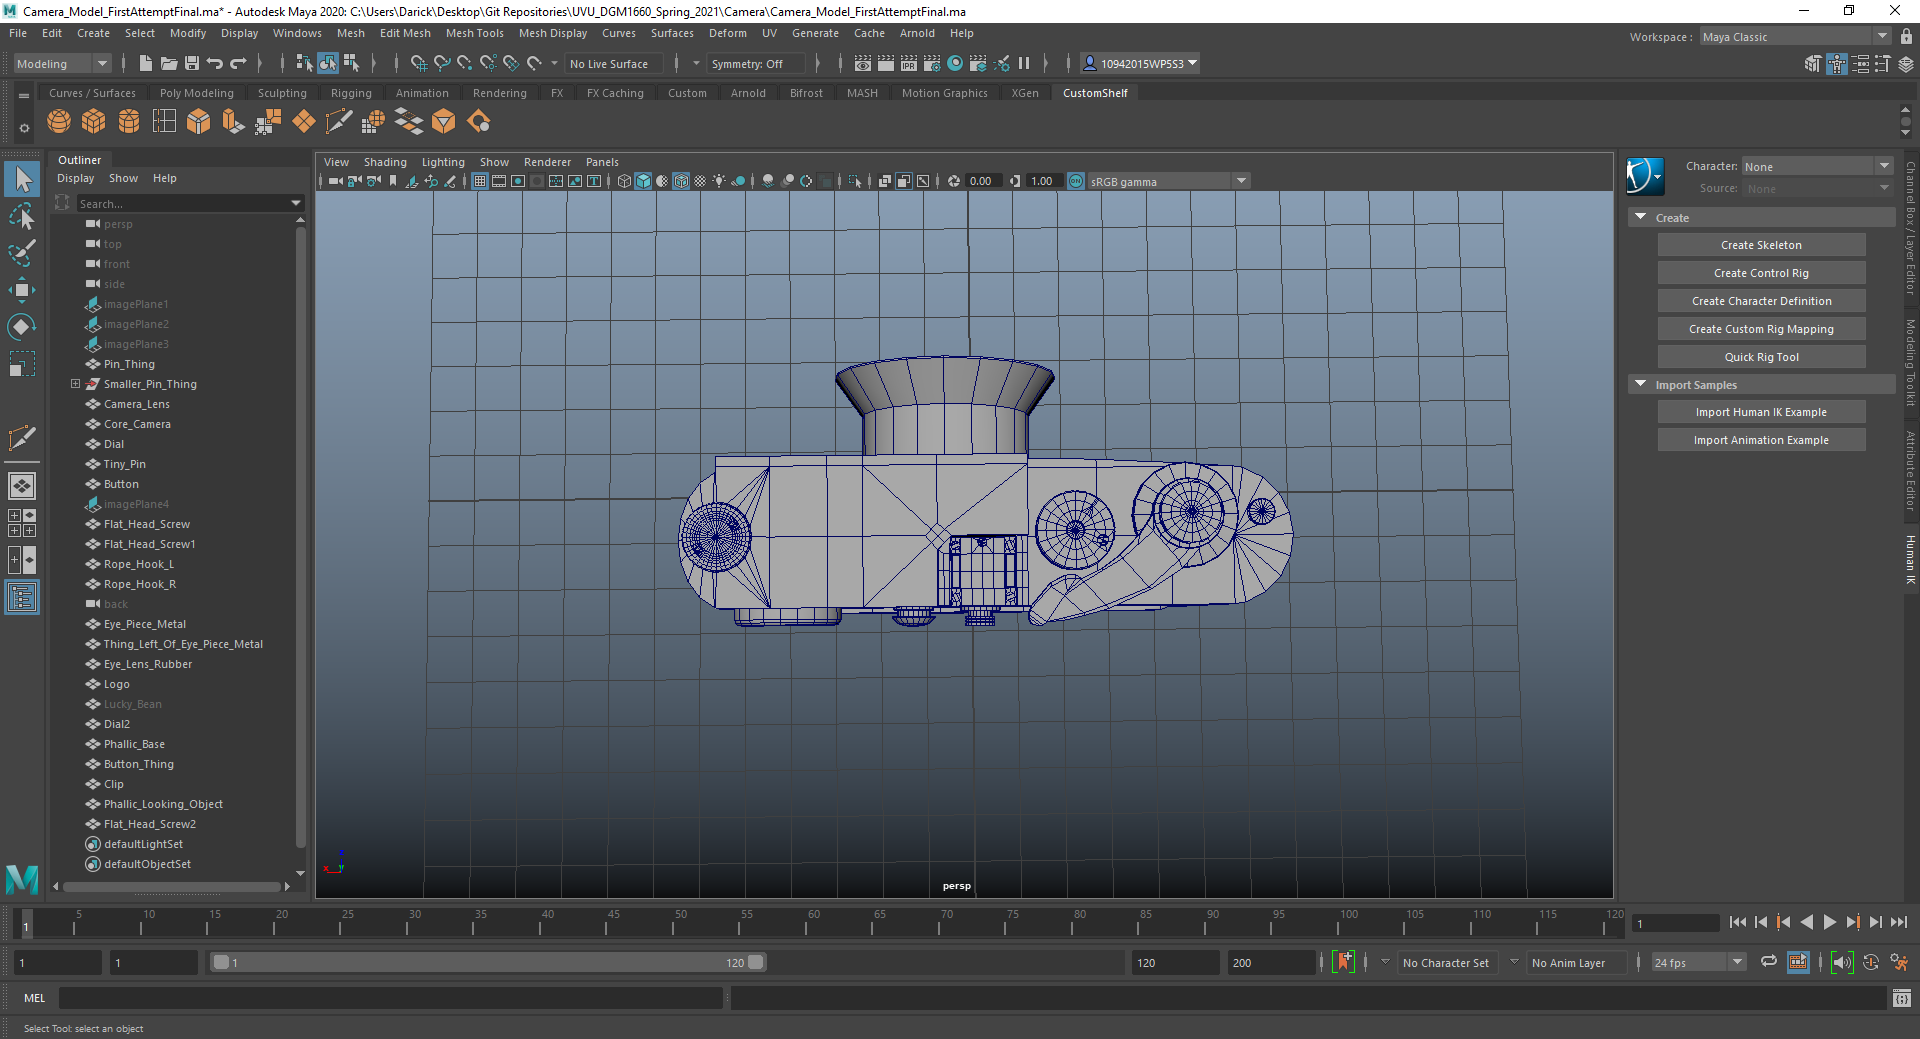 Camera_Model_FirstAttemptFinal.ma* - Autodesk Maya 2020: C:\Users\Darick\Desktop\Git Repositories\UVU_DGM1660_Spring_2021\Camera\Camera_Model_FirstAttemptFinal.ma
File Edit Create Select Modify Display Windows Mesh Edit Mesh Mesh Tools Mesh Display Curves Surfaces Deform UV Generate Cache Arnold Help
Workspace : Maya Classic
Modeling No Live Surface Symmetry: Off IPR 10942015WP5S3
Curves / Surfaces Poly Modeling Sculpting Rigging Animation Rendering FX FX Caching Custom Arnold Bifrost MASH Motion Graphics XGen CustomShelf
Outliner
Display Show Help
Search...
persp
top
front
side
imagePlane1
imagePlane2
imagePlane3
Pin_Thing
Smaller_Pin_Thing
Camera_Lens
Core_Camera
Dial
Tiny_Pin
Button
imagePlane4
Flat_Head_Screw
Flat_Head_Screw1
Rope_Hook_L
Rope_Hook_R
back
Eye_Piece_Metal
Thing_Left_Of_Eye_Piece_Metal
Eye_Lens_Rubber
Logo
Lucky_Bean
Dial2
Phallic_Base
Button_Thing
Clip
Phallic_Looking_Object
Flat_Head_Screw2
defaultLightSet
defaultObjectSet
View Shading Lighting Show Renderer Panels
0.00 1.00 ON sRGB gamma
persp
Character: None
Source: None
Create
Create Skeleton
Create Control Rig
Create Character Definition
Create Custom Rig Mapping
Quick Rig Tool
Import Samples
Import Human IK Example
Import Animation Example
Channel Box / Layer Editor
Modeling Toolkit
Attribute Editor
Human IK
1 5 10 15 20 25 30 35 40 45 50 55 60 65 70 75 80 85 90 95 100 105 110 115 120 1
1 1 1 120 120 200 No Character Set No Anim Layer 24 fps
MEL
Select Tool: select an object